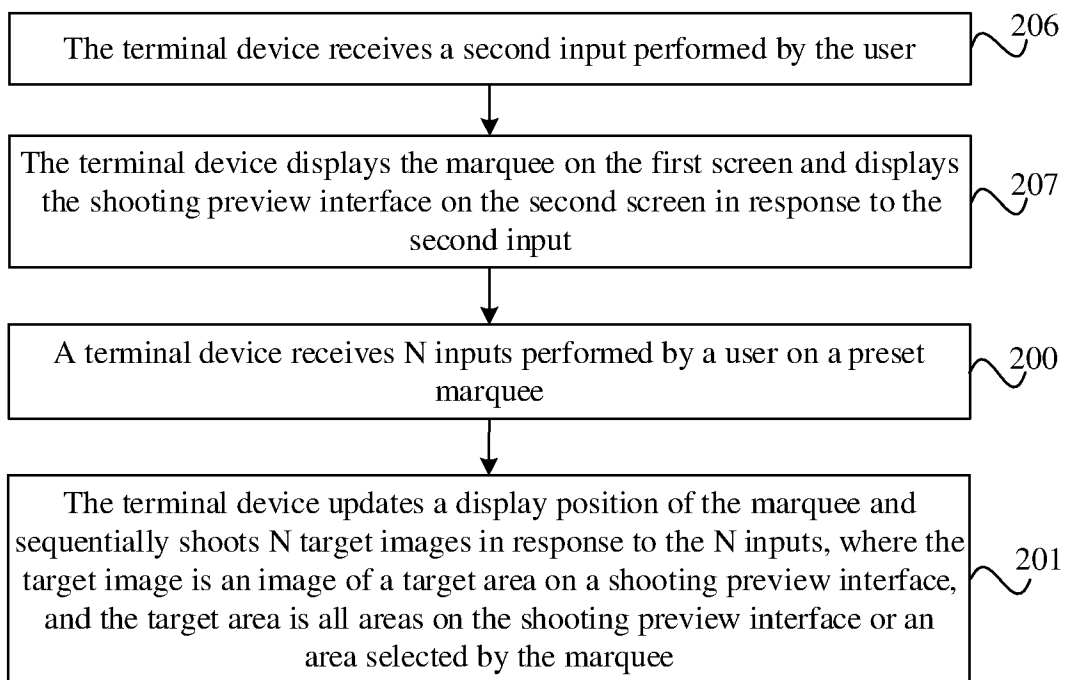 The terminal device receives a second input performed by the user
206
The terminal device displays the marquee on the first screen and displays
the shooting preview interface on the second screen in response to the
second input
207
A terminal device receives N inputs performed by a user on a preset
marquee
200
The terminal device updates a display position of the marquee and
sequentially shoots N target images in response to the N inputs, where the
target image is an image of a target area on a shooting preview interface,
and the target area is all areas on the shooting preview interface or an
area selected by the marquee
201